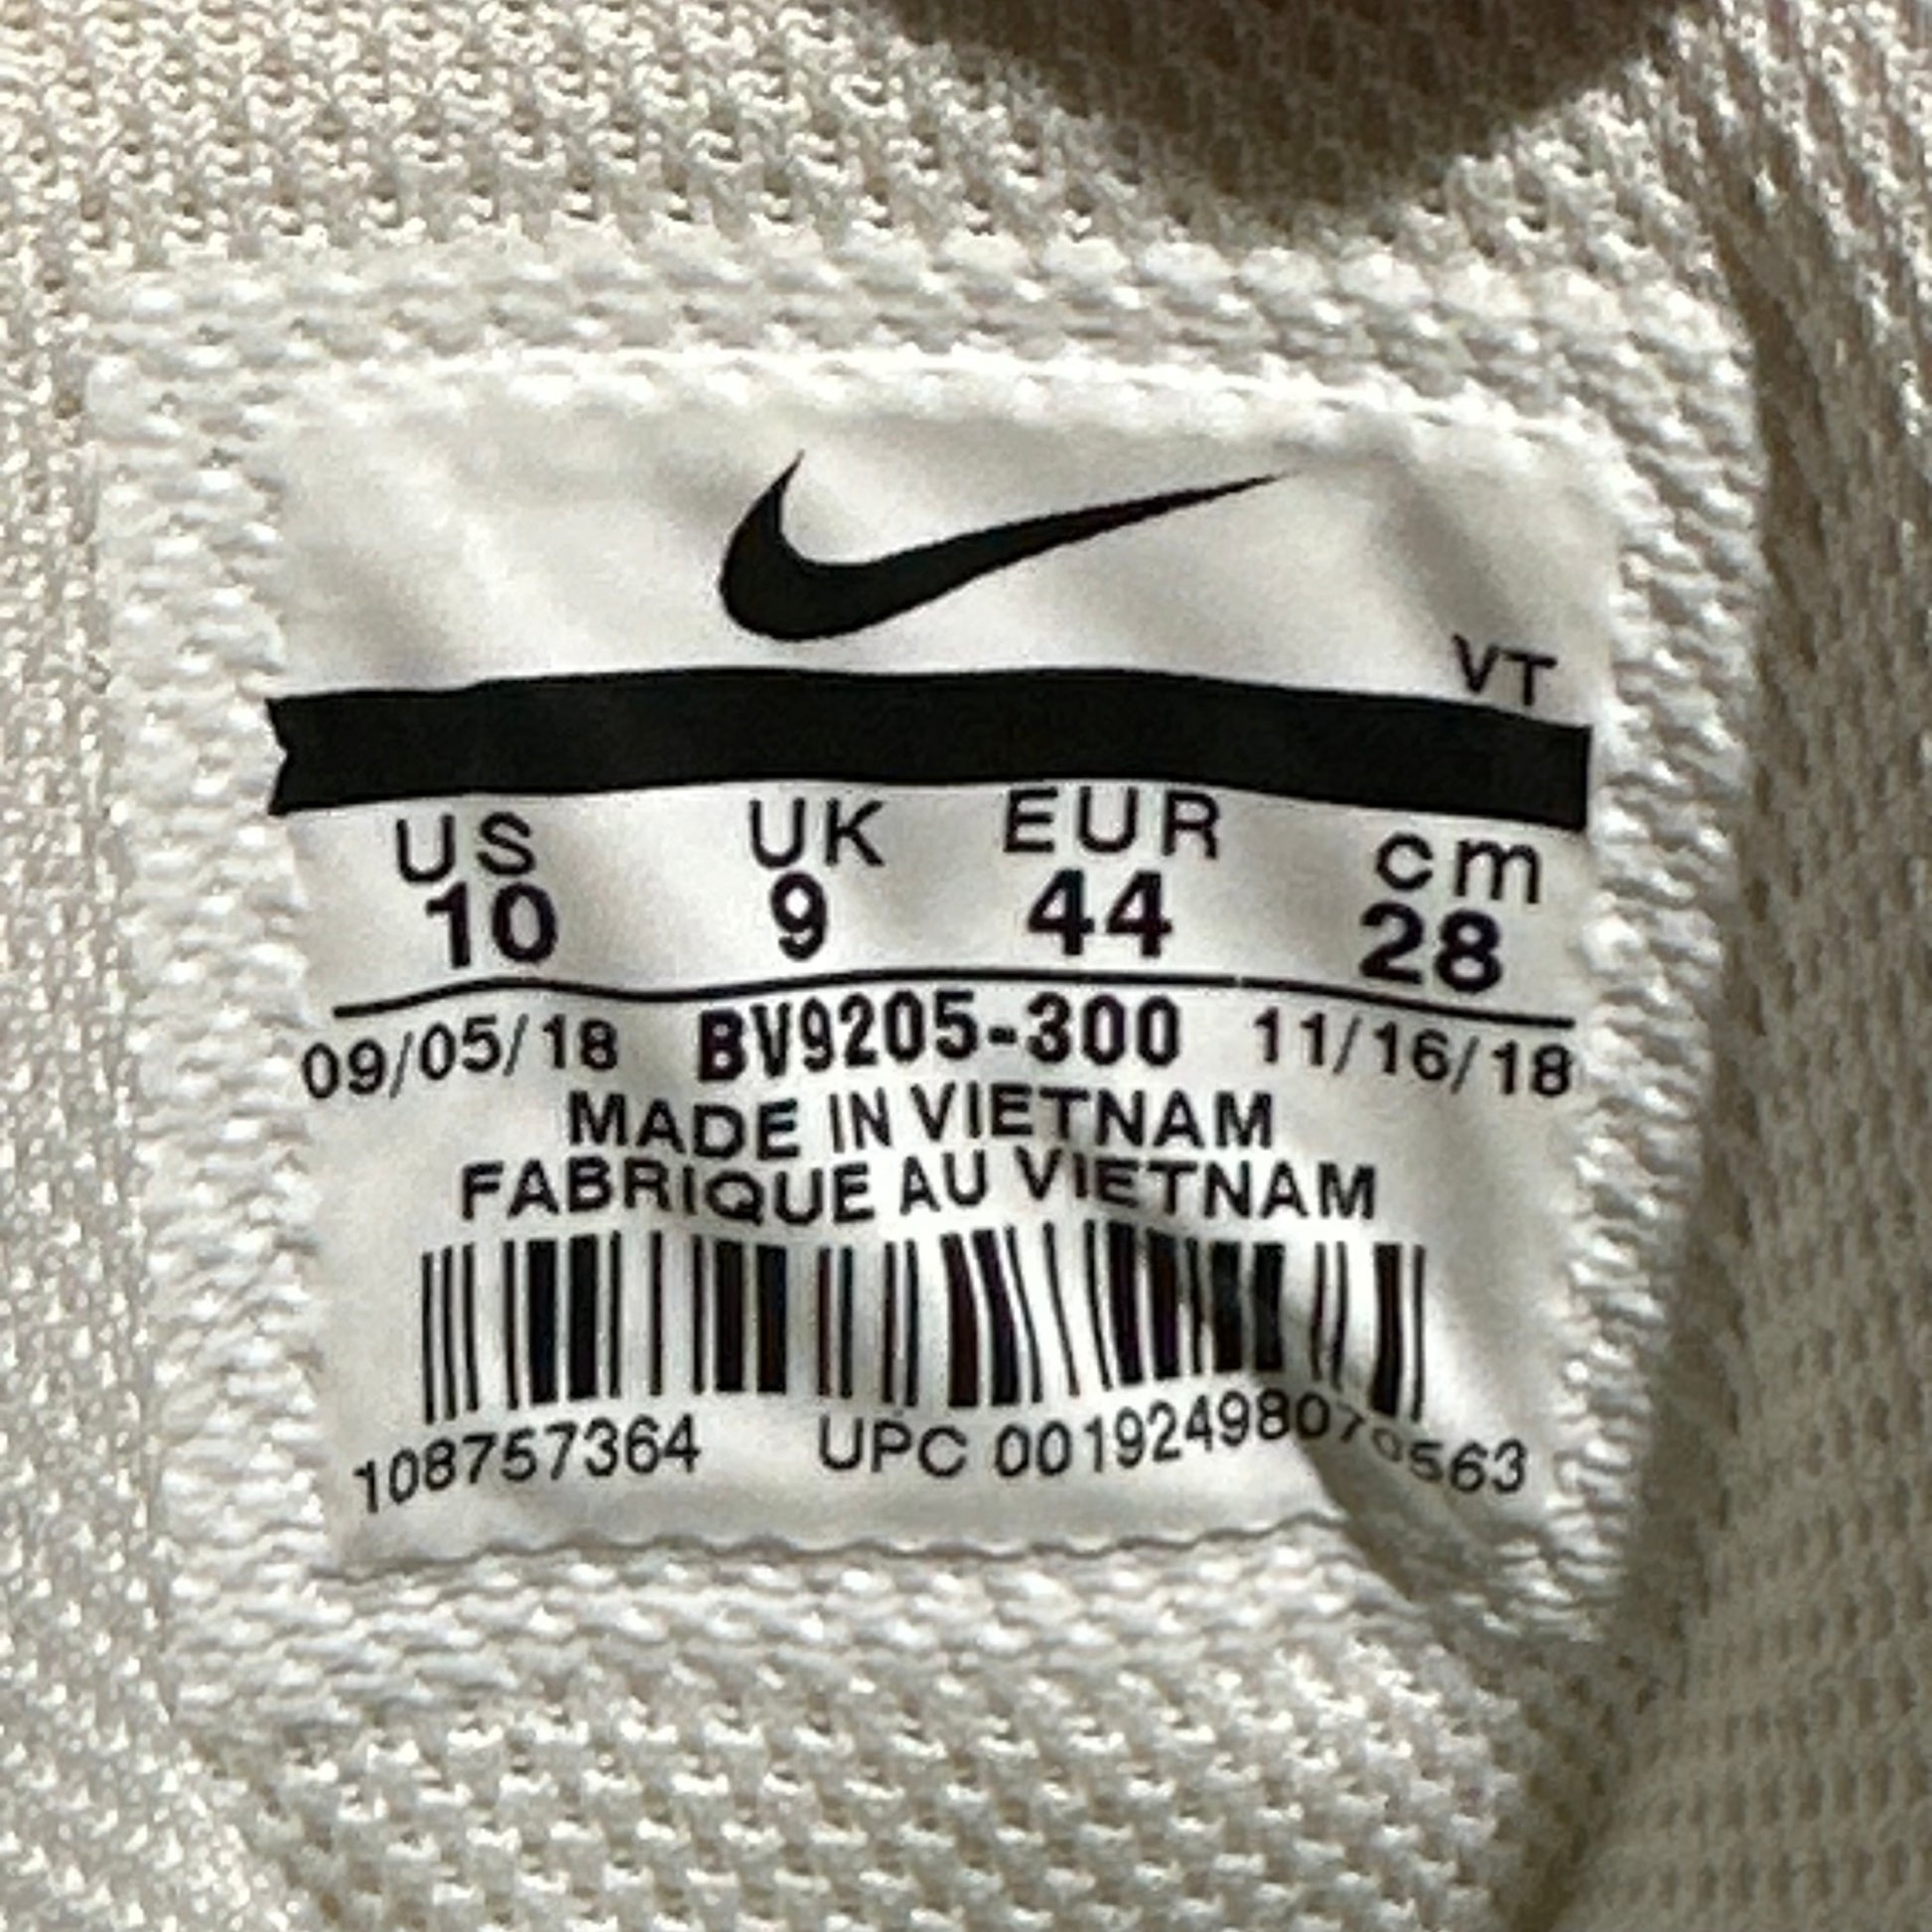 VT
US UK EUR cm
10 9 44 28
09/05/18 BV9205-300 11/16/18
MADE IN VIETNAM
FABRIQUE AU VIETNAM
108757364 UPC 00192498070563